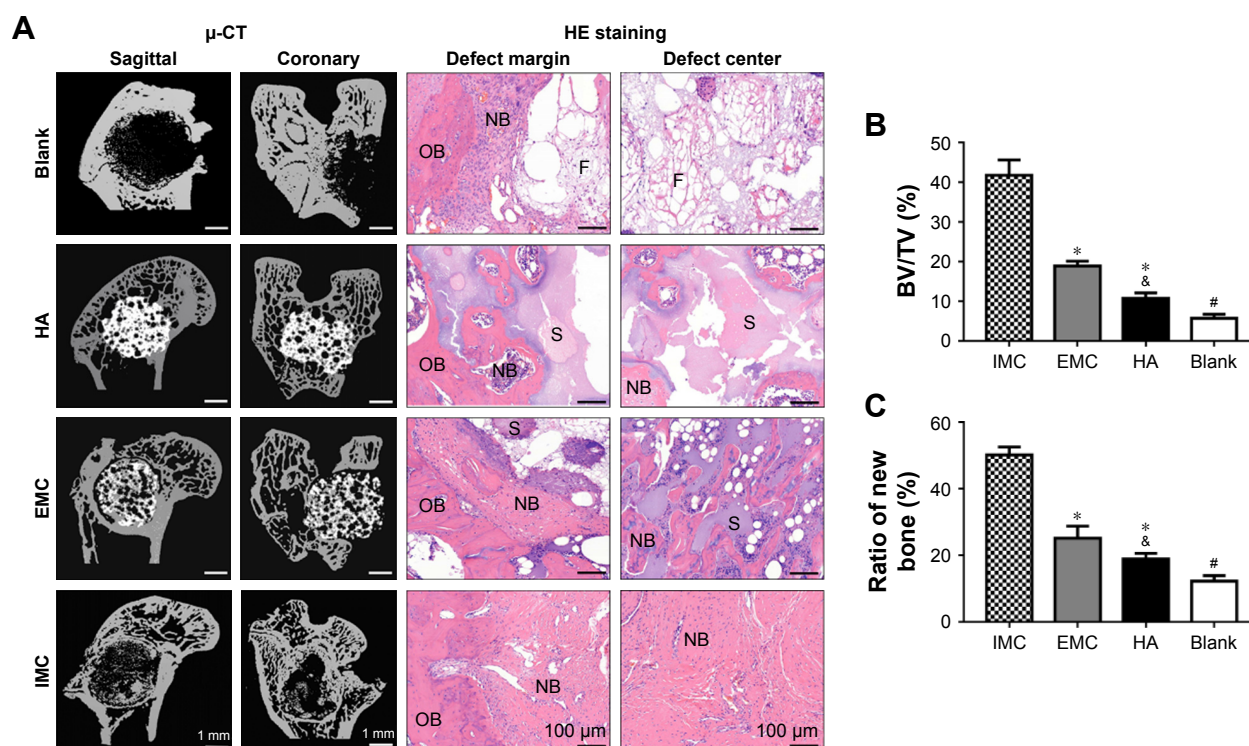 A
µ-CT
HE staining
Sagittal
Coronary
Defect margin
Defect center
Blank
OB
NB
F
F
HA
OB
NB
S
NB
S
EMC
S
OB
NB
NB
S
IMC
1 mm
1 mm
OB
NB
100 µm
NB
100 µm
B
BV/TV (%)
50
40
30
20
10
0
*
*
&
#
IMC
EMC
HA
Blank
C
Ratio of new
bone (%)
60
40
20
0
*
*
&
#
IMC
EMC
HA
Blank